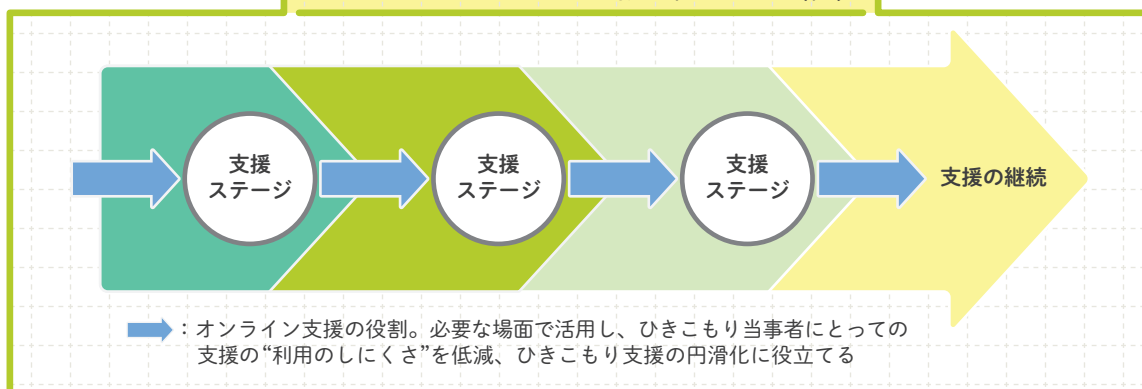 支援
ステージ
支援
ステージ
支援
ステージ
支援の継続
：オンライン支援の役割。必要な場面で活用し、ひきこもり当事者にとっての
支援の“利用のしにくさ”を低減、ひきこもり支援の円滑化に役立てる